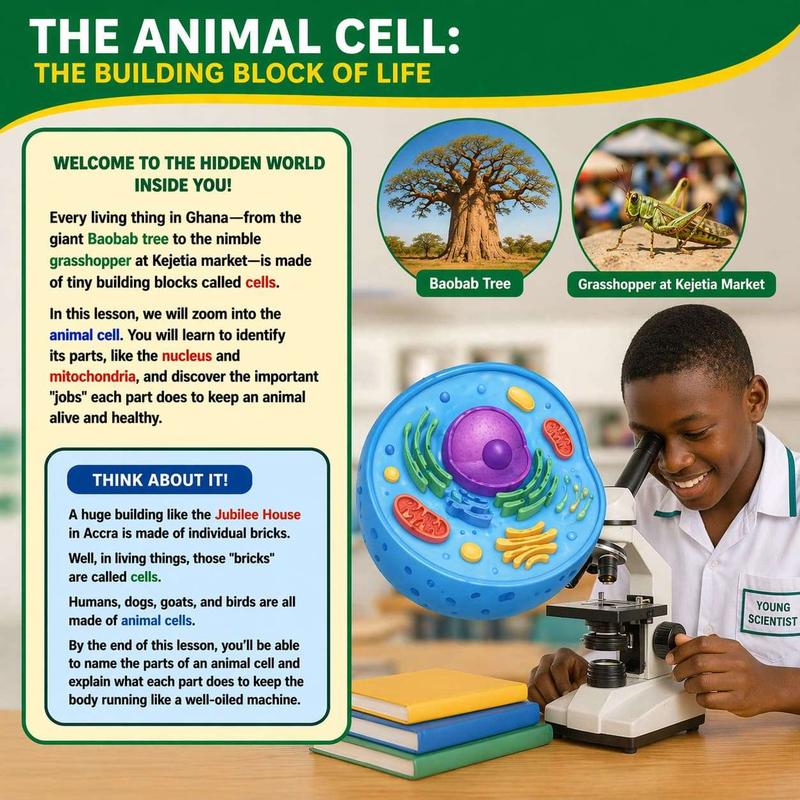 THE ANIMAL CELL:
THE BUILDING BLOCK OF LIFE
WELCOME TO THE HIDDEN WORLD
INSIDE YOU!
Every living thing in Ghana—from the
giant Baobab tree to the nimble
grasshopper at Kejetia market—is made
of tiny building blocks called cells.
In this lesson, we will zoom into the
animal cell. You will learn to identify
its parts, like the nucleus and
mitochondria, and discover the important
"jobs" each part does to keep an animal
alive and healthy.
THINK ABOUT IT!
A huge building like the Jubilee House
in Accra is made of individual bricks.
Well, in living things, those "bricks"
are called cells.
Humans, dogs, goats, and birds are all
made of animal cells.
By the end of this lesson, you'll be able
to name the parts of an animal cell and
explain what each part does to keep the
body running like a well-oiled machine.
Baobab Tree
Grasshopper at Kejetia Market
YOUNG
SCIENTIST